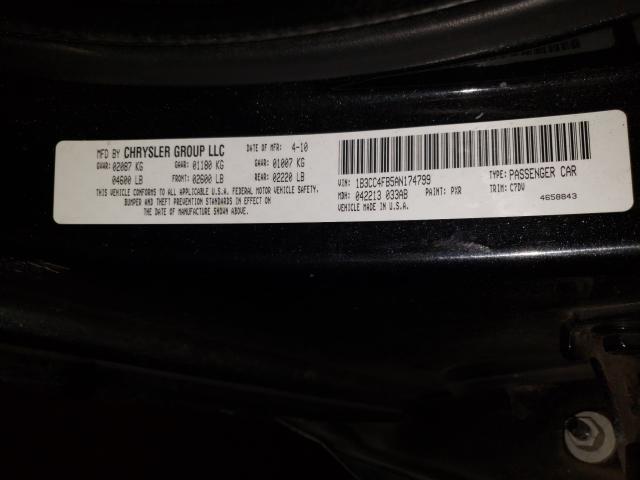 MFD BY CHRYSLER GROUP LLC DATE OF MFR: 4-10
GVWR: 02087 KG GAWR: 01180 KG GAWR: 01007 KG
04600 LB FRONT: 02600 LB REAR: 02220 LB
THIS VEHICLE CONFORMS TO ALL APPLICABLE U.S.A. FEDERAL MOTOR VEHICLE SAFETY,
BUMPER AND THEFT PREVENTION STANDARDS IN EFFECT ON
THE DATE OF MANUFACTURE SHOWN ABOVE.
VIN: 1B3CC4FB5AN174799 TYPE: PASSENGER CAR
MDH: 042213 033AB PAINT: PXR TRIM: C7DV
VEHICLE MADE IN U.S.A. 4658843